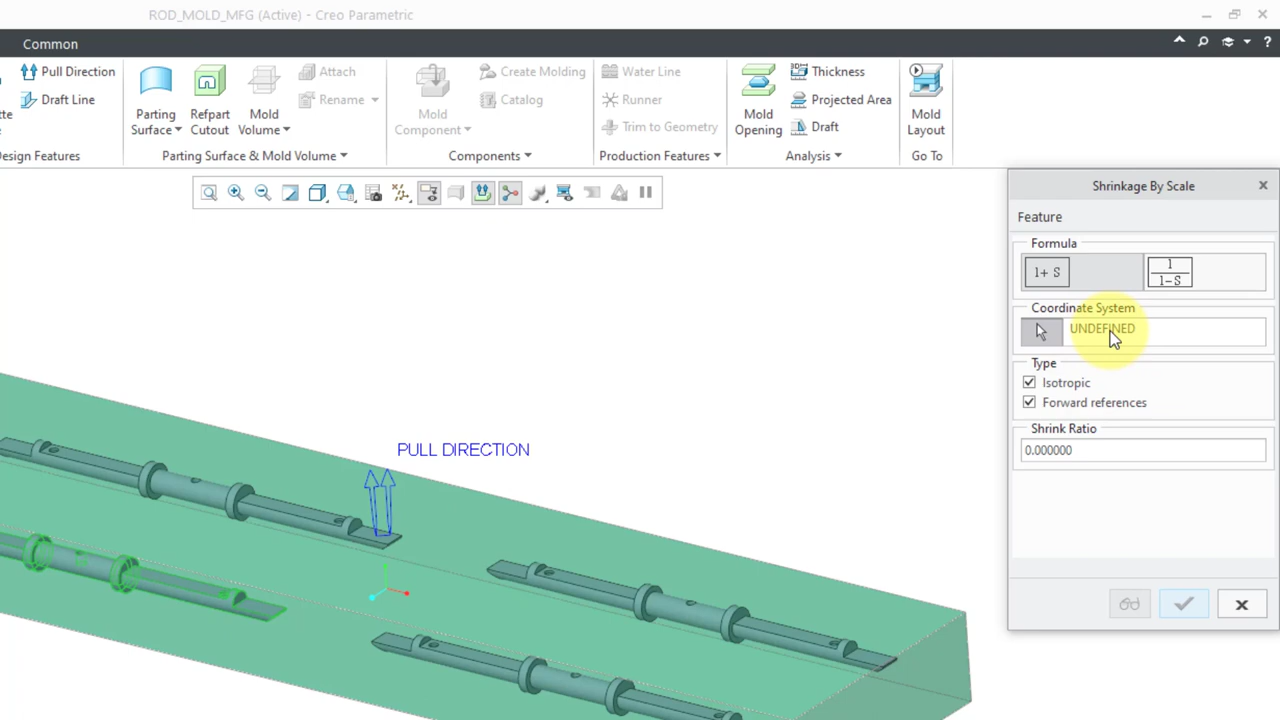 ROD_MOLD_MFG (Active) - Creo Parametric
Common
Pull Direction
Draft Line
esign Features
Parting Surface
Refpart Cutout
Mold Volume
Attach
Rename
Parting Surface & Mold Volume
Mold Component
Create Molding
Catalog
Components
Water Line
Runner
Trim to Geometry
Production Features
Mold Opening
Thickness
Projected Area
Draft
Analysis
Mold Layout
Go To
Shrinkage By Scale
Feature
Formula
1+ S
1
1-S
Coordinate System
UNDEFINED
Type
Isotropic
Forward references
Shrink Ratio
0.000000
PULL DIRECTION